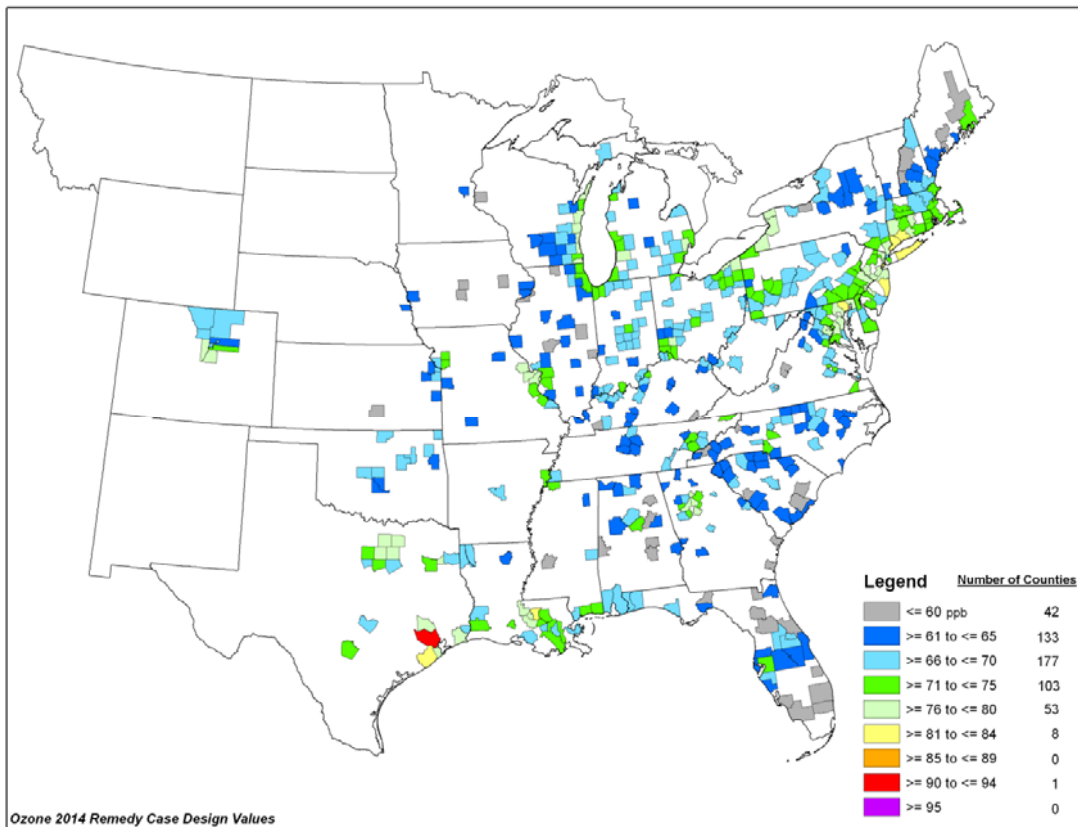 Legend Number of Counties
<= 60 ppb 42
>= 61 to <= 65 133
>= 66 to <= 70 177
>= 71 to <= 75 103
>= 76 to <= 80 53
>= 81 to <= 84 8
>= 85 to <= 89 0
>= 90 to <= 94 1
>= 95 0
Ozone 2014 Remedy Case Design Values